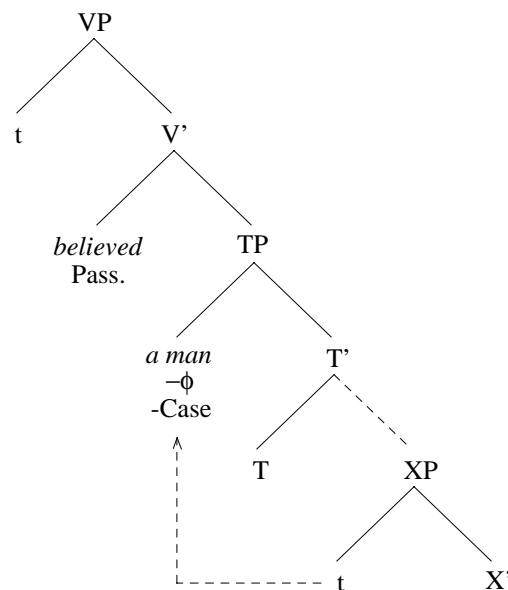 VP
t V’
believed TP
Pass.
a man T’
–ϕ
-Case
T XP
t X’